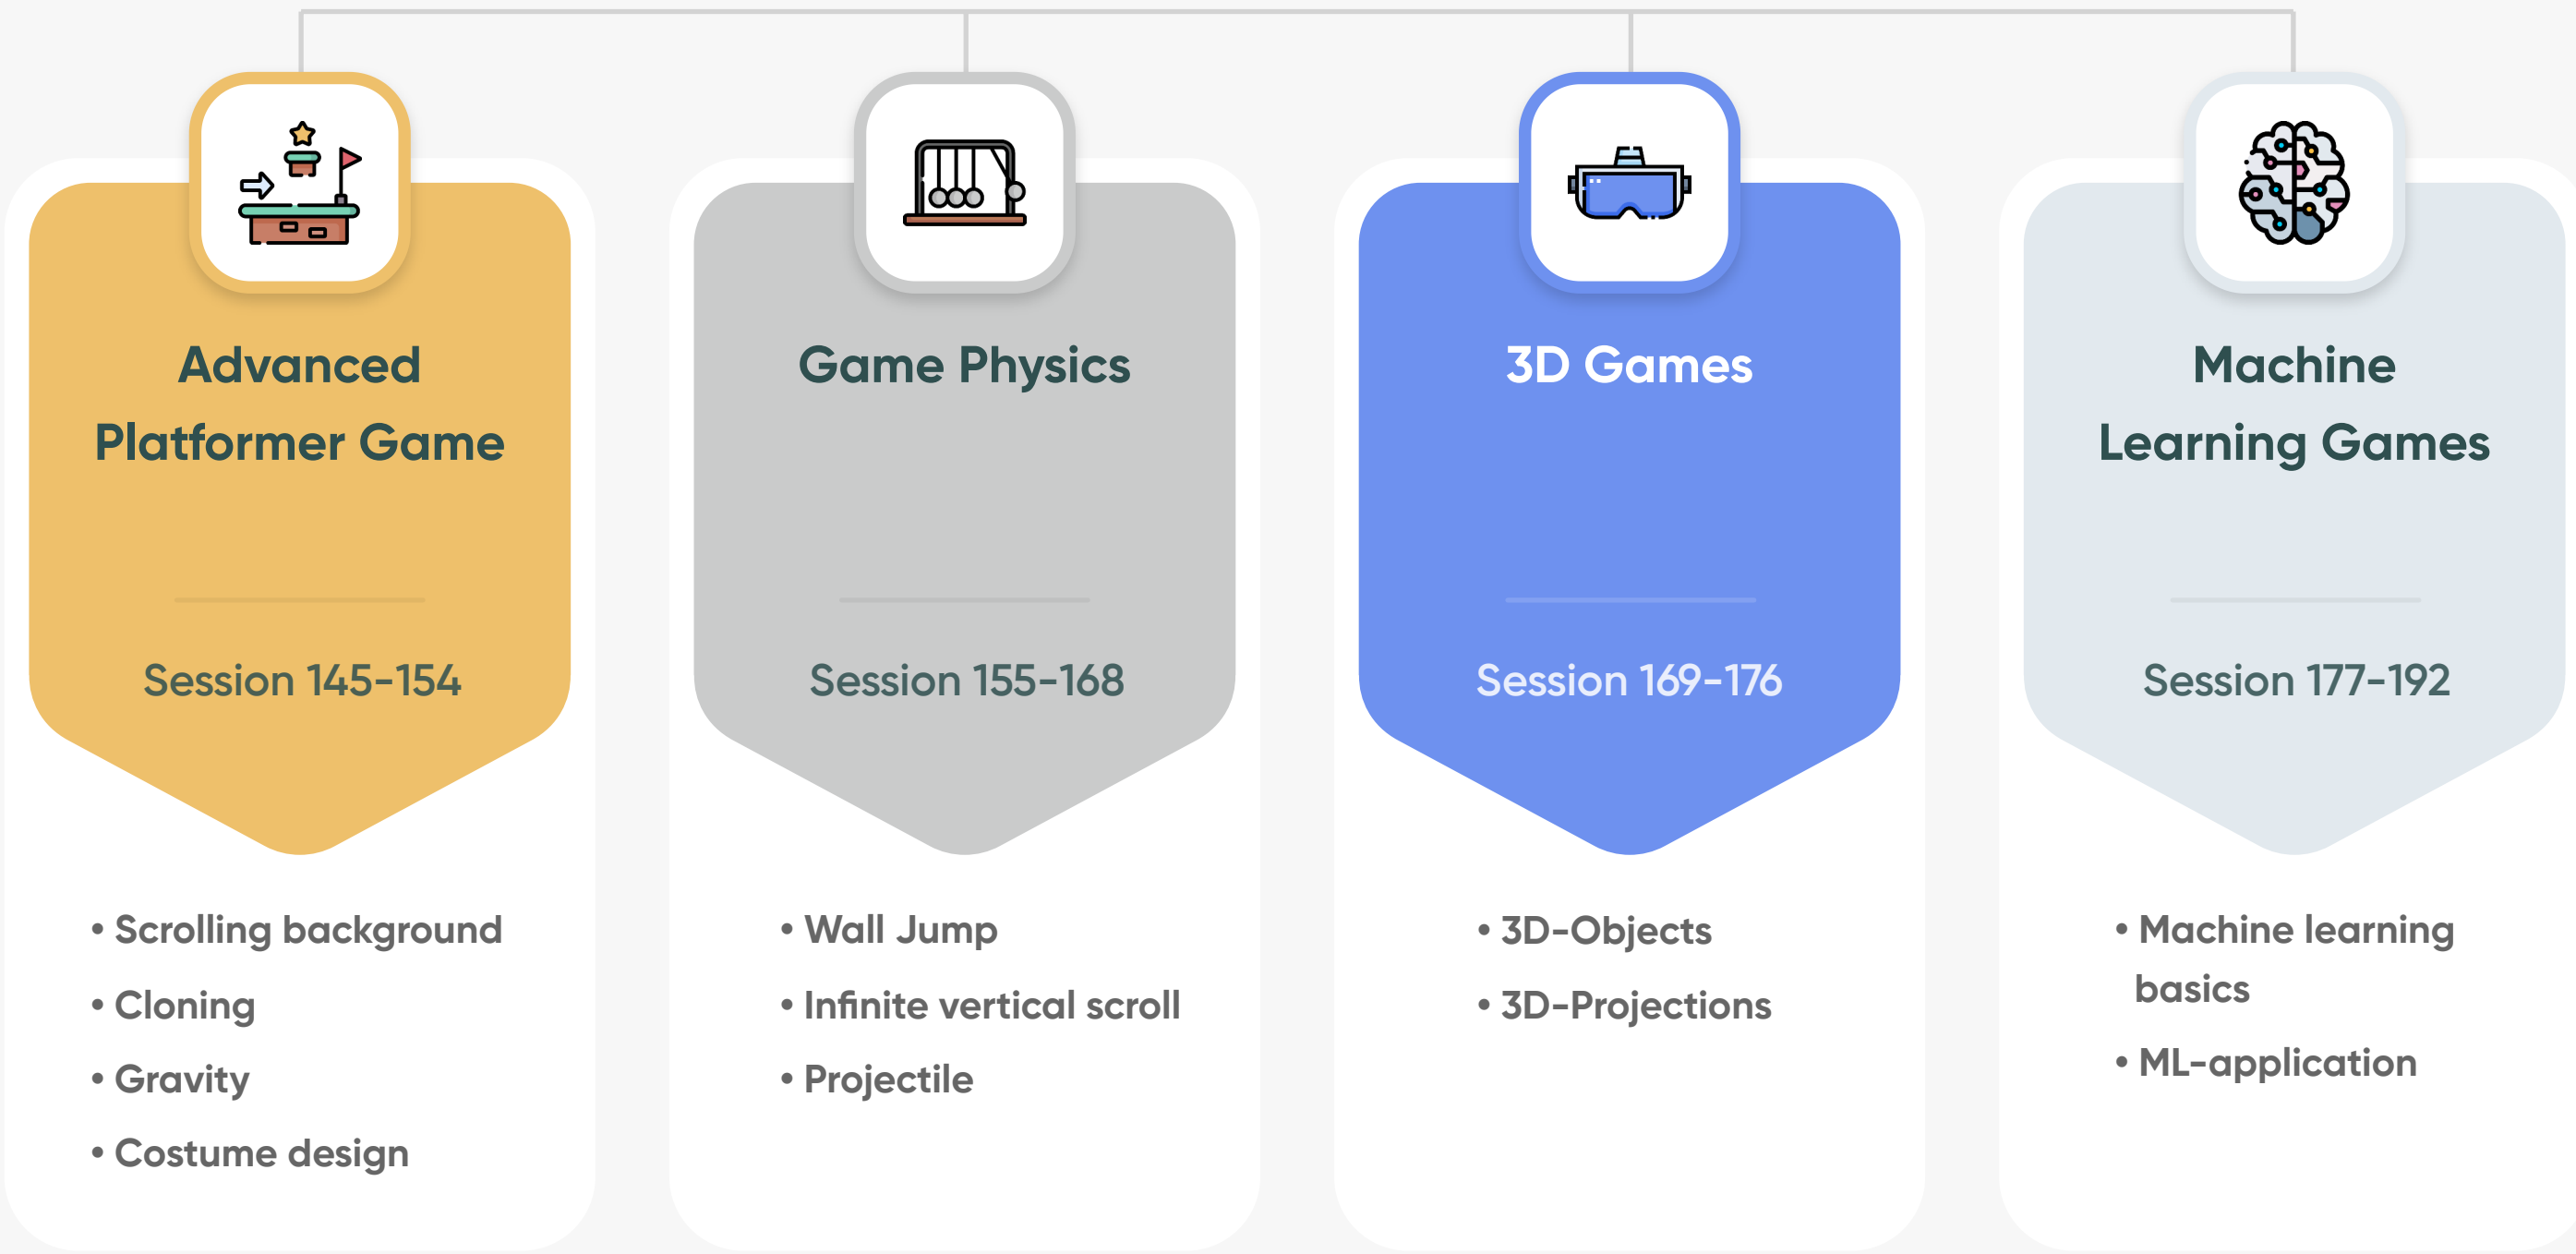 Advanced
Platformer Game
Session 145-154
• Scrolling background
• Cloning
• Gravity
• Costume design
Game Physics
Session 155-168
• Wall Jump
• Infinite vertical scroll
• Projectile
3D Games
Session 169-176
• 3D-Objects
• 3D-Projections
Machine
Learning Games
Session 177-192
• Machine learning
basics
• ML-application